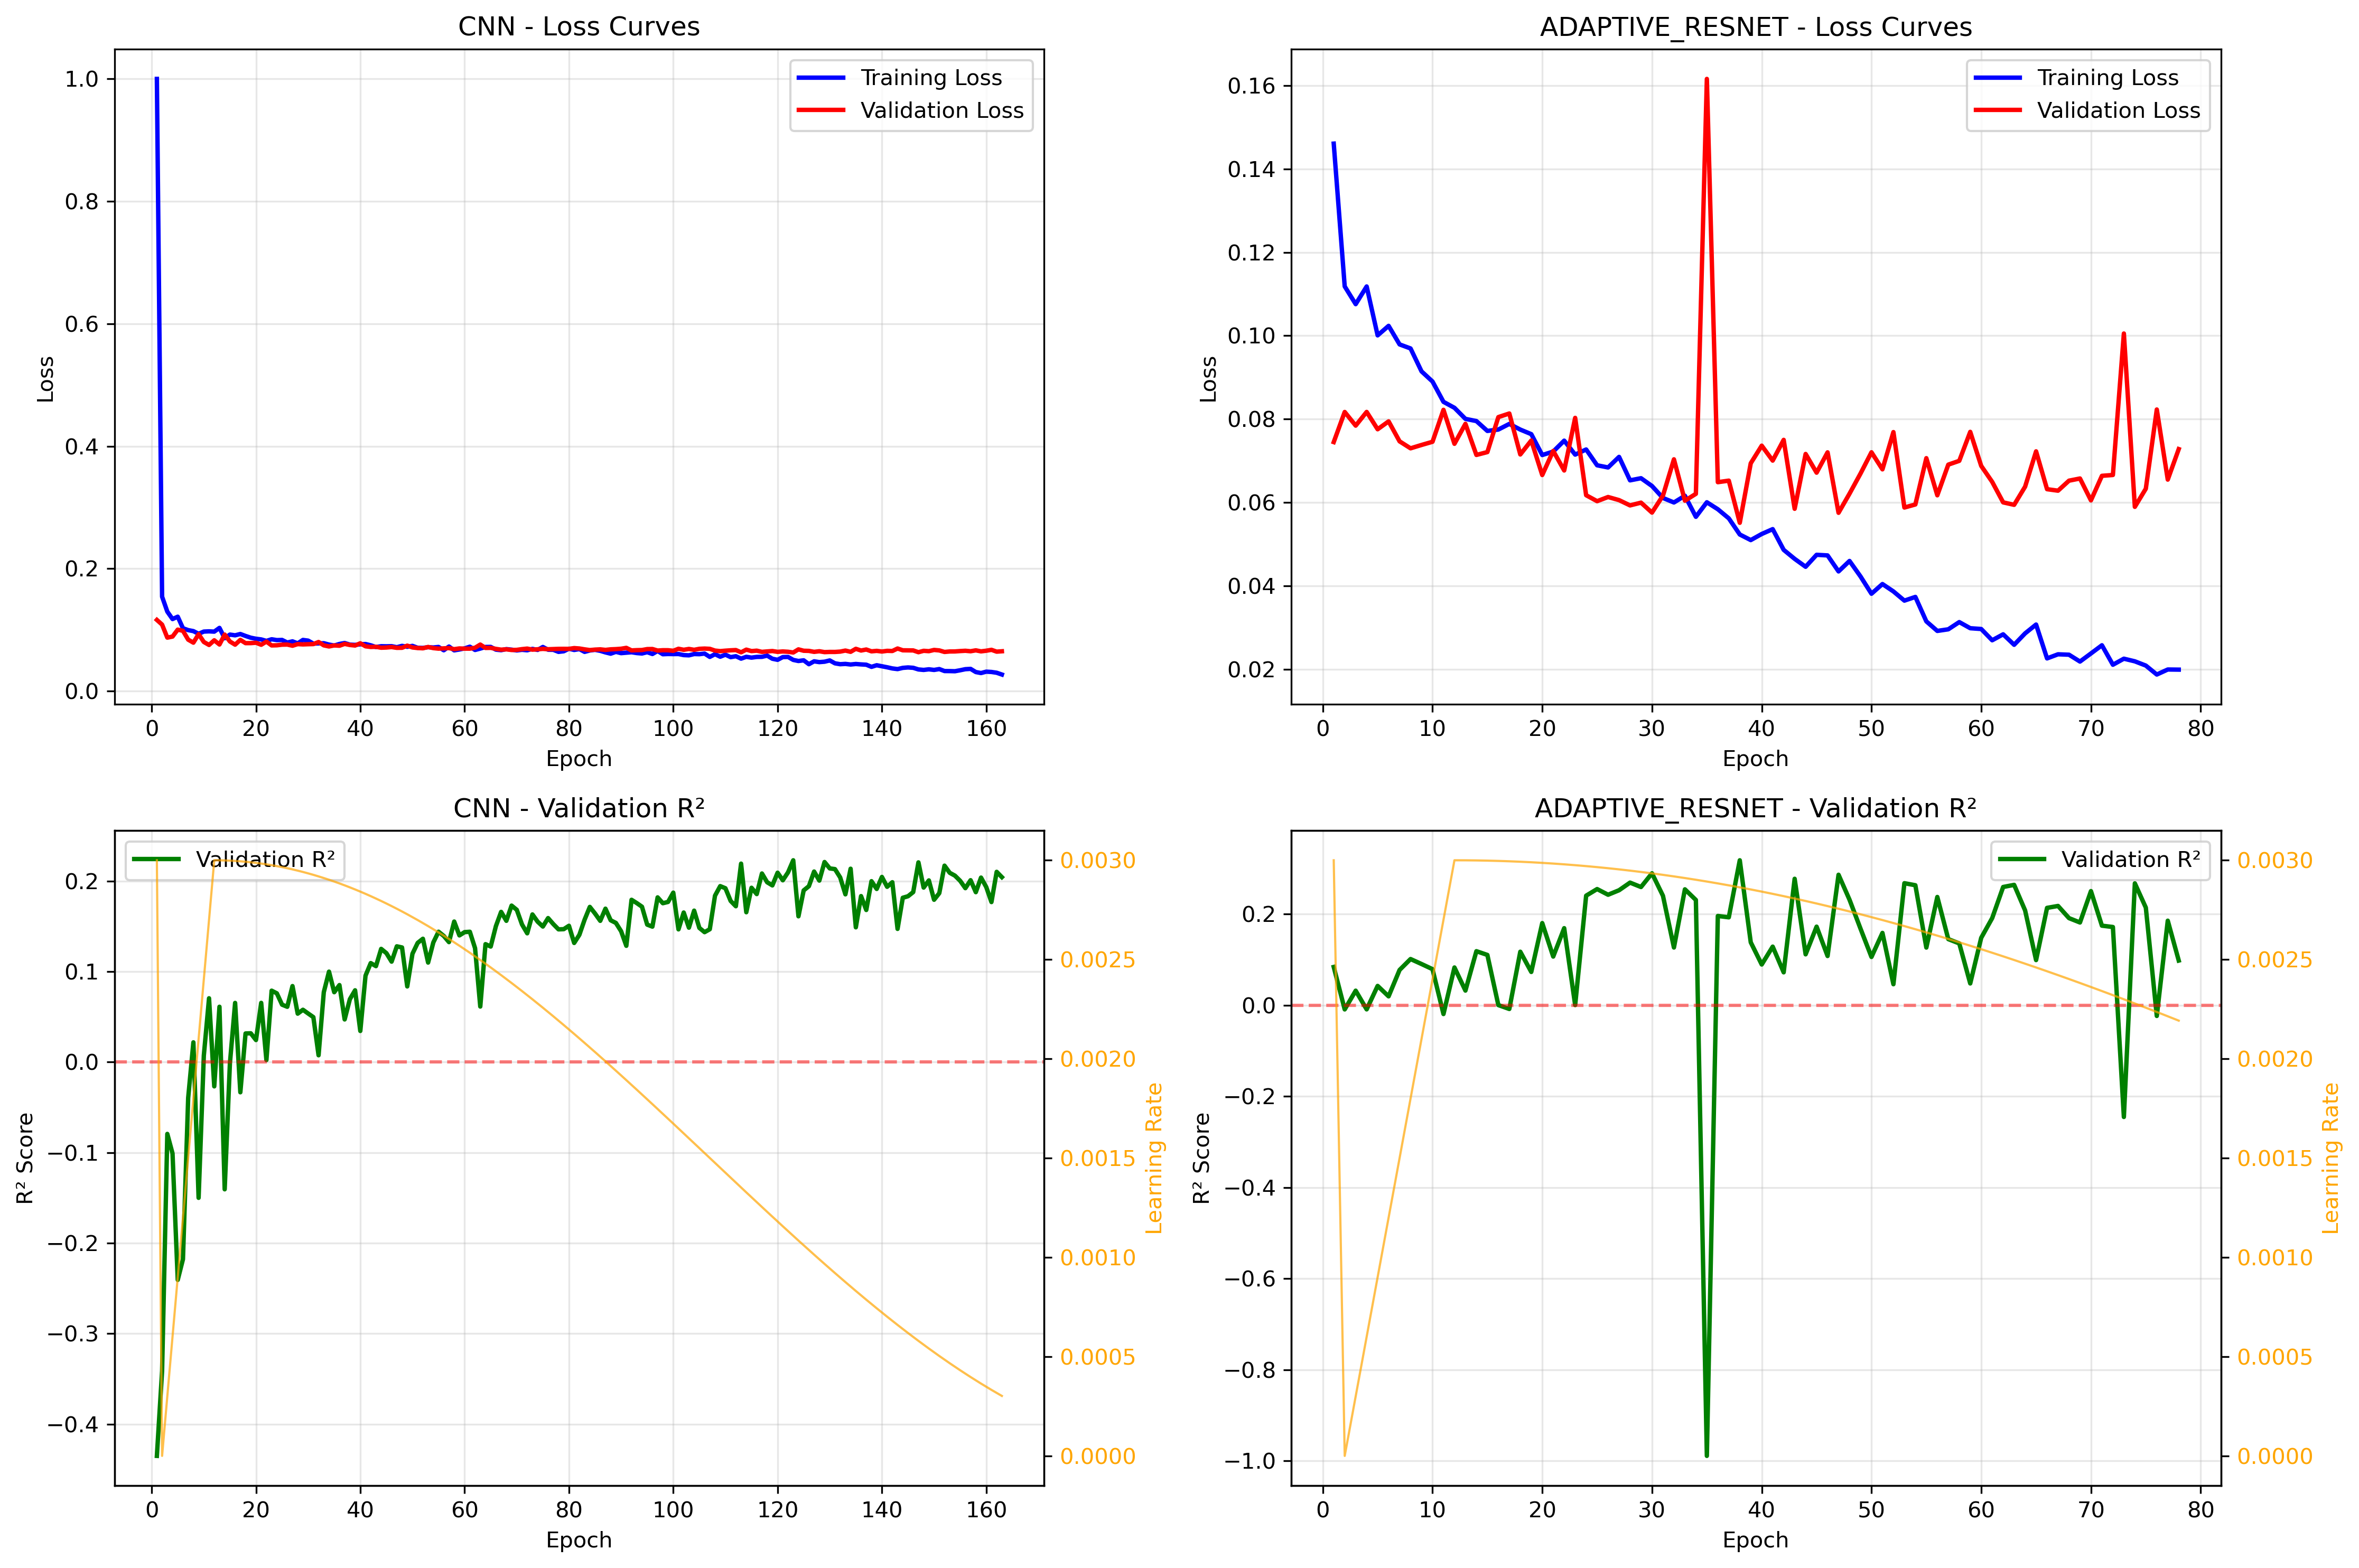 CNN - Loss Curves
Loss
1.0
0.8
0.6
0.4
0.2
0.0
Training Loss
Validation Loss
0 20 40 60 80 100 120 140 160
Epoch
ADAPTIVE_RESNET - Loss Curves
Loss
0.16
0.14
0.12
0.10
0.08
0.06
0.04
0.02
Training Loss
Validation Loss
0 10 20 30 40 50 60 70 80
Epoch
CNN - Validation R²
R² Score
0.2
0.1
0.0
−0.1
−0.2
−0.3
−0.4
Validation R²
0.0030
0.0025
0.0020
0.0015
0.0010
0.0005
0.0000
Learning Rate
0 20 40 60 80 100 120 140 160
Epoch
ADAPTIVE_RESNET - Validation R²
R² Score
0.2
0.0
−0.2
−0.4
−0.6
−0.8
−1.0
Validation R²
0.0030
0.0025
0.0020
0.0015
0.0010
0.0005
0.0000
Learning Rate
0 10 20 30 40 50 60 70 80
Epoch